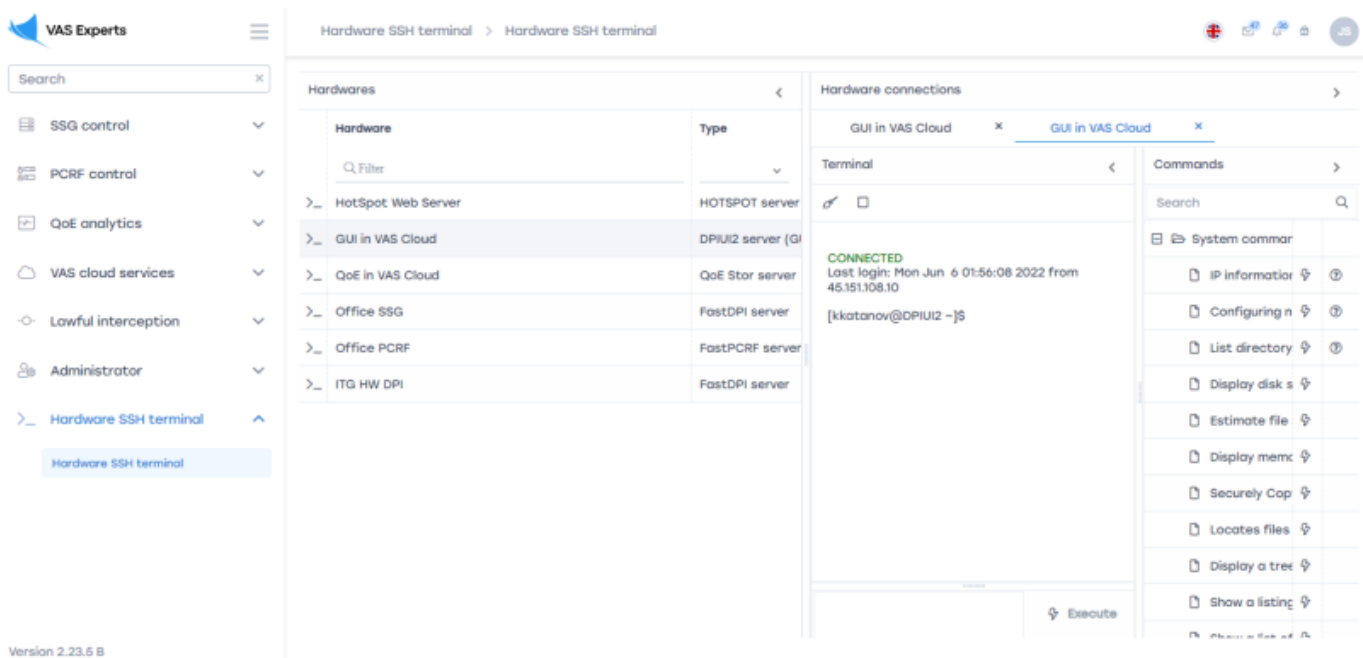 VAS Experts
Hardware SSH terminal > Hardware SSH terminal
JS
Search
SSG control
PCRF control
QoE analytics
VAS cloud services
Lawful interception
Administrator
Hardware SSH terminal
Hardware SSH terminal
Version 2.23.5 B
Hardwares
Hardware Type
Filter
HotSpot Web Server HOTSPOT server
GUI in VAS Cloud DPIUI2 server (GU
QoE in VAS Cloud QoE Stor server
Office SSG FastDPI server
Office PCRF FastPCRF server
ITG HW DPI FastDPI server
Hardware connections
GUI in VAS Cloud × GUI in VAS Cloud ×
Terminal
CONNECTED
Last login: Mon Jun 6 01:56:08 2022 from
45.151.108.10
[kkatanov@DPIUI2 ~]$
Execute
Commands
Search
System commar
IP information
Configuring n
List directory
Display disk s
Estimate file
Display memc
Securely Cop
Locates files
Display a tree
Show a listing